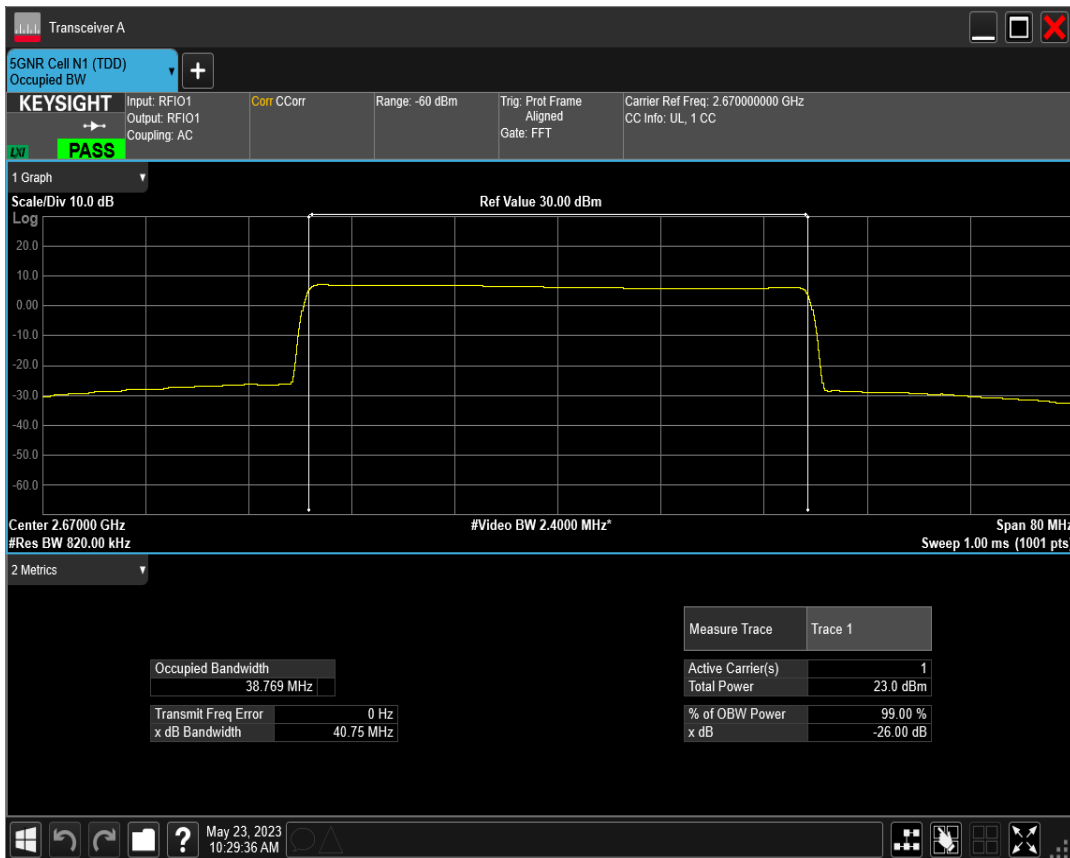 Transceiver A
5GNR Cell N1 (TDD)
Occupied BW
+
KEYSIGHT
LXI
PASS
Input: RFIO1
Output: RFIO1
Coupling: AC
Corr CCorr
Range: -60 dBm
Trig: Prot Frame
Aligned
Gate: FFT
Carrier Ref Freq: 2.670000000 GHz
CC Info: UL, 1 CC
1 Graph
Scale/Div 10.0 dB
Ref Value 30.00 dBm
Log
20.0
10.0
0.00
-10.0
-20.0
-30.0
-40.0
-50.0
-60.0
Center 2.67000 GHz
#Video BW 2.4000 MHz*
Span 80 MHz
#Res BW 820.00 kHz
Sweep 1.00 ms (1001 pts)
2 Metrics
Measure Trace Trace 1
Occupied Bandwidth
38.769 MHz
Active Carrier(s) 1
Total Power 23.0 dBm
Transmit Freq Error 0 Hz
x dB Bandwidth 40.75 MHz
% of OBW Power 99.00 %
x dB -26.00 dB
?
May 23, 2023
10:29:36 AM